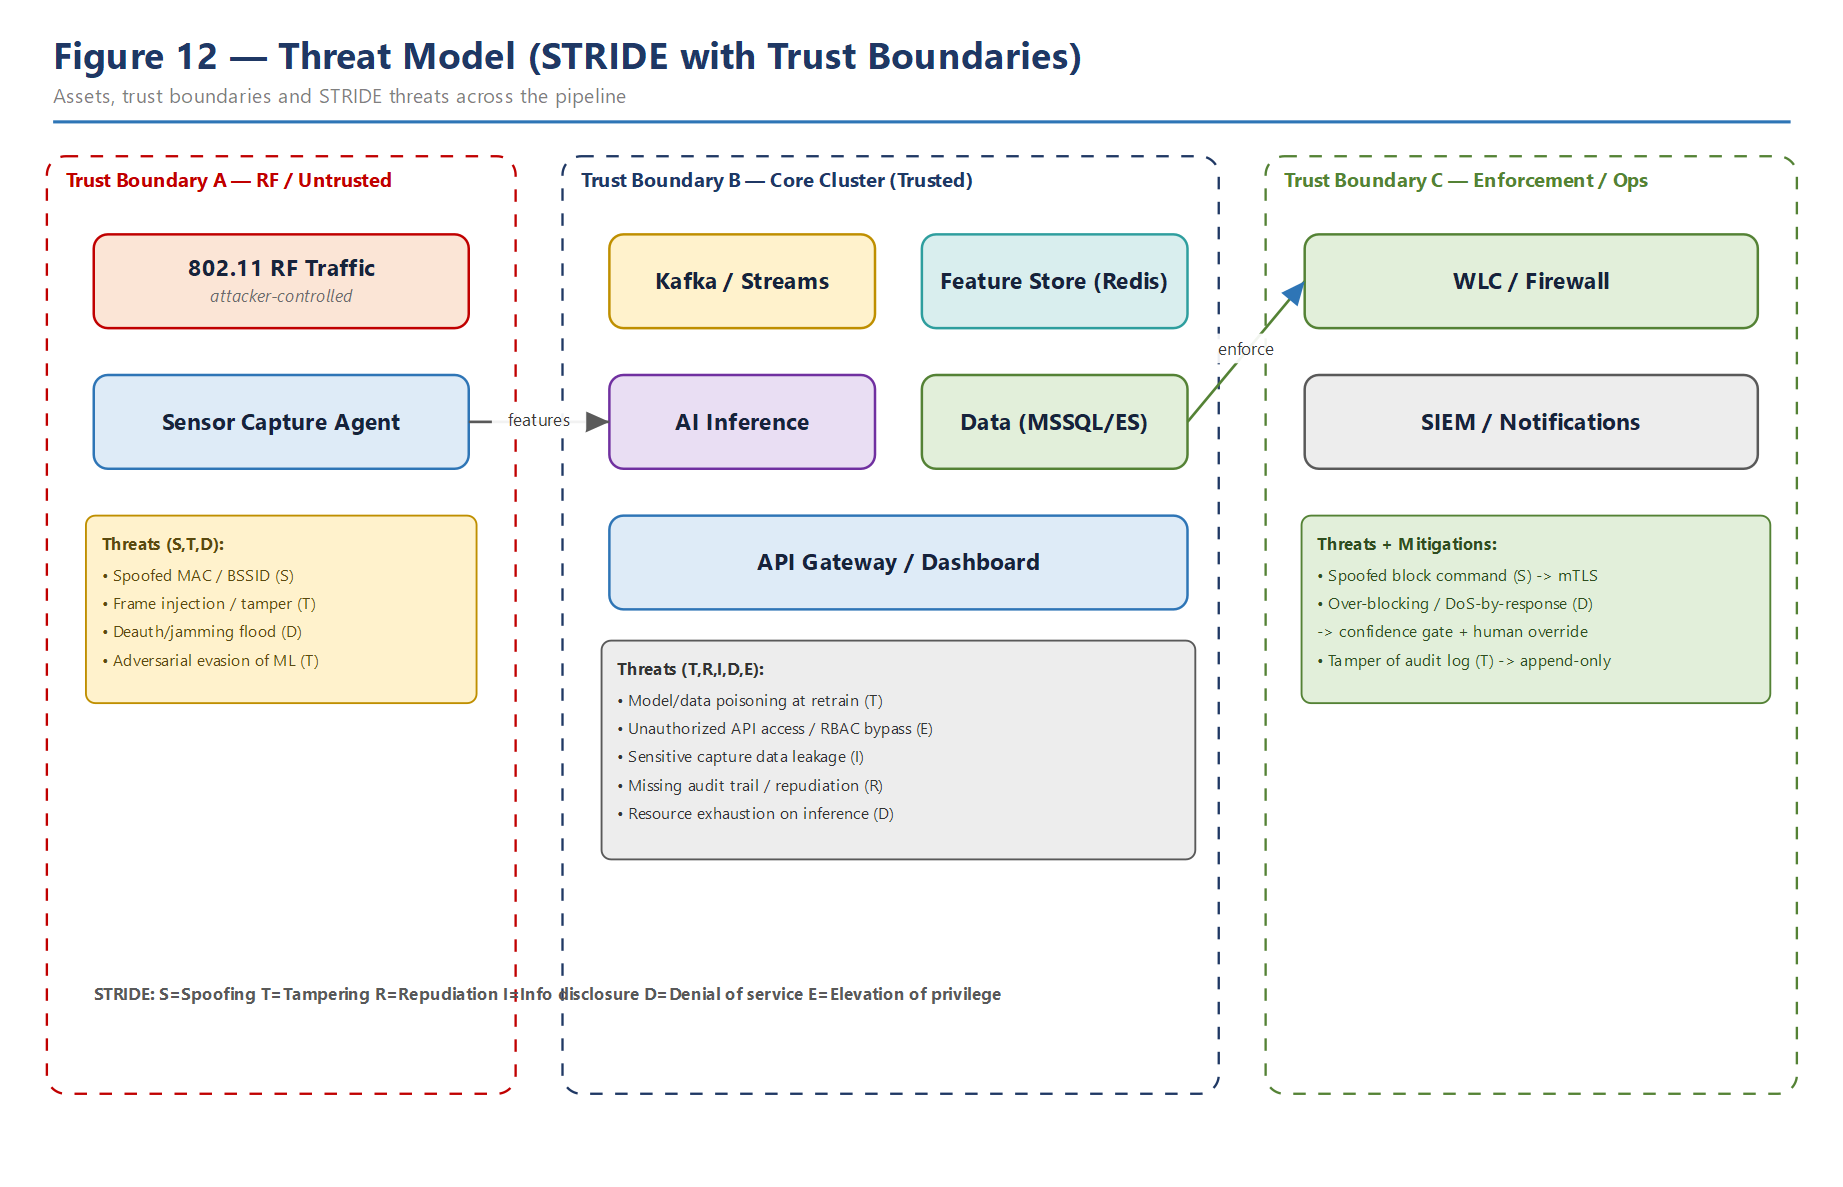 Figure 12 — Threat Model (STRIDE with Trust Boundaries)
Assets, trust boundaries and STRIDE threats across the pipeline
Trust Boundary A — RF / Untrusted
802.11 RF Traffic
attacker-controlled
Sensor Capture Agent
Threats (S,T,D):
• Spoofed MAC / BSSID (S)
• Frame injection / tamper (T)
• Deauth/jamming flood (D)
• Adversarial evasion of ML (T)
features
Trust Boundary B — Core Cluster (Trusted)
Kafka / Streams
Feature Store (Redis)
AI Inference
Data (MSSQL/ES)
API Gateway / Dashboard
Threats (T,R,I,D,E):
• Model/data poisoning at retrain (T)
• Unauthorized API access / RBAC bypass (E)
• Sensitive capture data leakage (I)
• Missing audit trail / repudiation (R)
• Resource exhaustion on inference (D)
enforce
Trust Boundary C — Enforcement / Ops
WLC / Firewall
SIEM / Notifications
Threats + Mitigations:
• Spoofed block command (S) -> mTLS
• Over-blocking / DoS-by-response (D)
-> confidence gate + human override
• Tamper of audit log (T) -> append-only
STRIDE: S=Spoofing T=Tampering R=Repudiation I=Info disclosure D=Denial of service E=Elevation of privilege